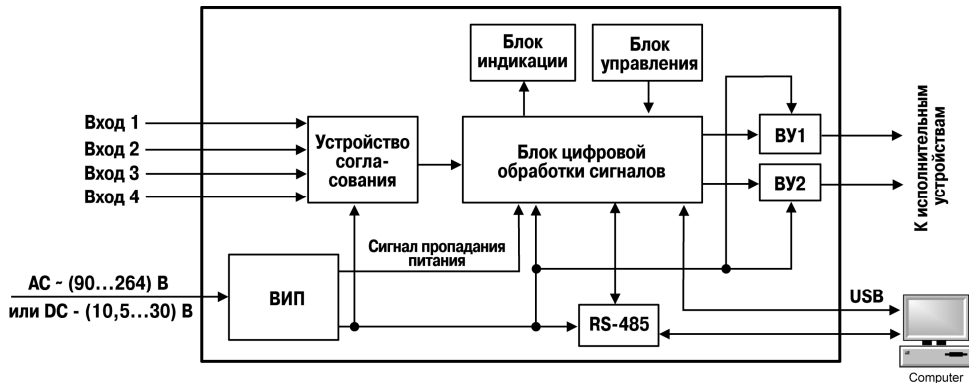 Блок
индикации
Блок
управления
Вход 1
Вход 2
Вход 3
Вход 4
Устройство
согла-
сования
Блок цифровой
обработки сигналов
ВУ1
ВУ2
К исполнительным
устройствам
Сигнал пропадания
питания
AC ~ (90...264) В
или DC - (10,5...30) В
ВИП
RS-485
USB
Computer